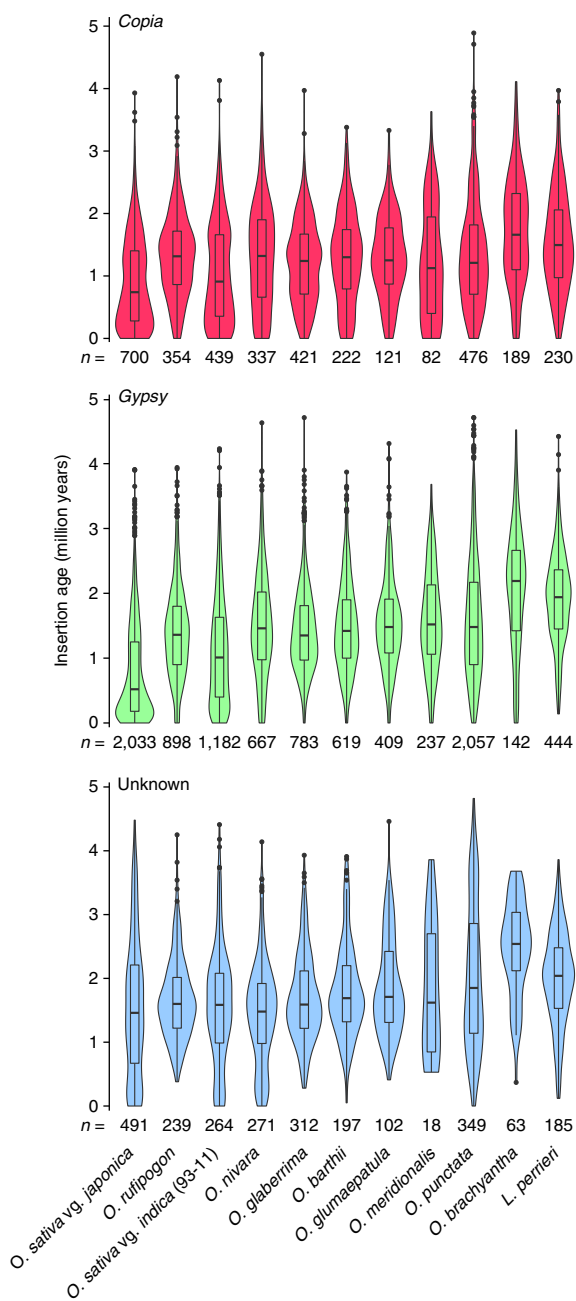 Copia
5
4
3
2
1
0
n = 700 354 439 337 421 222 121 82 476 189 230
Gypsy
5
4
3
2
1
0
Insertion age (million years)
n = 2,033 898 1,182 667 783 619 409 237 2,057 142 444
Unknown
5
4
3
2
1
0
n = 491 239 264 271 312 197 102 18 349 63 185
O. sativa vg. japonica
O. rufipogon
O. sativa vg. indica (93-11)
O. nivara
O. glaberrima
O. barthii
O. glumaepatula
O. meridionalis
O. punctata
O. brachyantha
L. perrieri